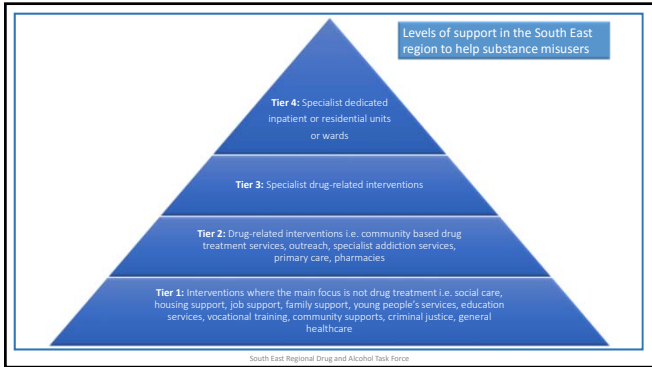 Levels of support in the South East
region to help substance misusers
Tier 4: Specialist dedicated
inpatient or residential units
or wards
Tier 3: Specialist drug-related interventions
Tier 2: Drug-related interventions i.e. community based drug
treatment services, outreach, specialist addiction services,
primary care, pharmacies
Tier 1: Interventions where the main focus is not drug treatment i.e. social care,
housing support, job support, family support, young people's services, education
services, vocational training, community supports, criminal justice, general
healthcare
South East Regional Drug and Alcohol Task Force